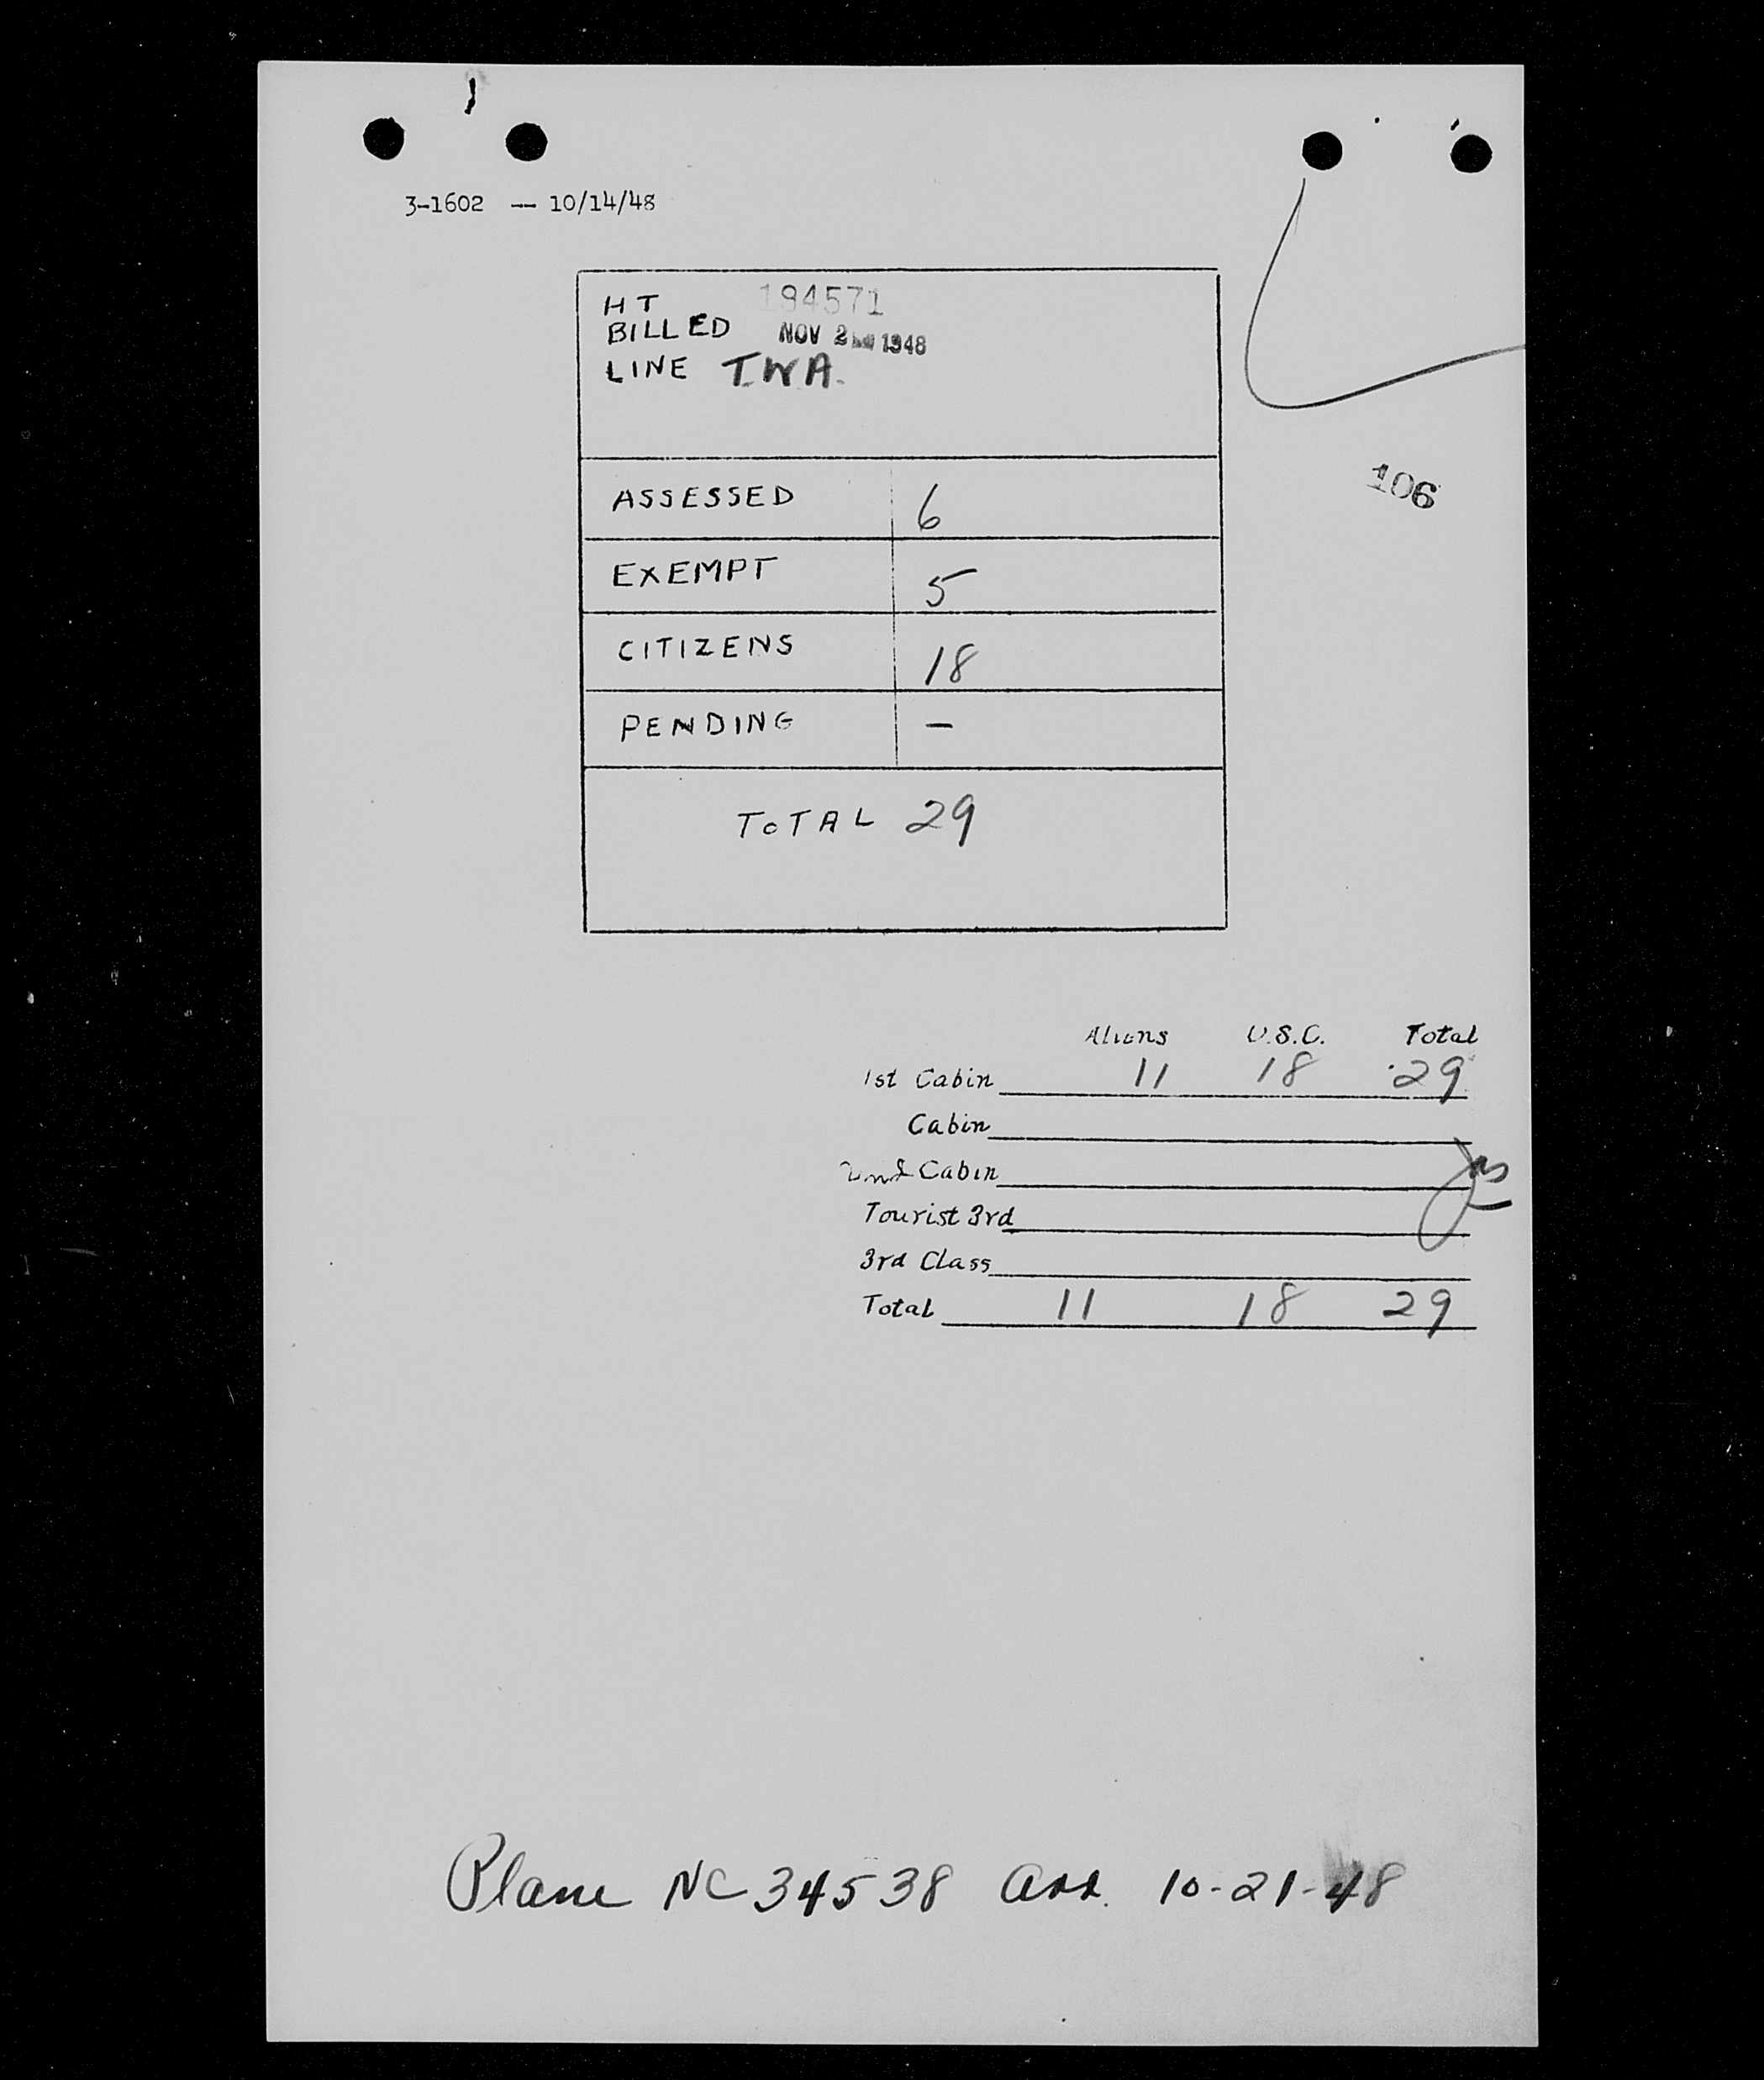 3-1602 -- 10/14/48
HT 194571
BILLED NOV 2 1948
LINE T.W.A.
106
ASSESSED 6
EXEMPT 5
CITIZENS 18
PENDING —
TOTAL 29
Aliens U.S.C. Total
1st Cabin 11 18 29
Cabin
2nd Cabin
Tourist 3rd
3rd Class
Total 11 18 29
Plane NC 34538 arr. 10-21-48